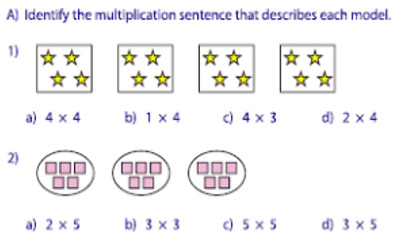 A) Identify the multiplication sentence that describes each model.
1)
a) 4 × 4 b) 1 × 4 c) 4 × 3 d) 2 × 4
2)
a) 2 × 5 b) 3 × 3 c) 5 × 5 d) 3 × 5